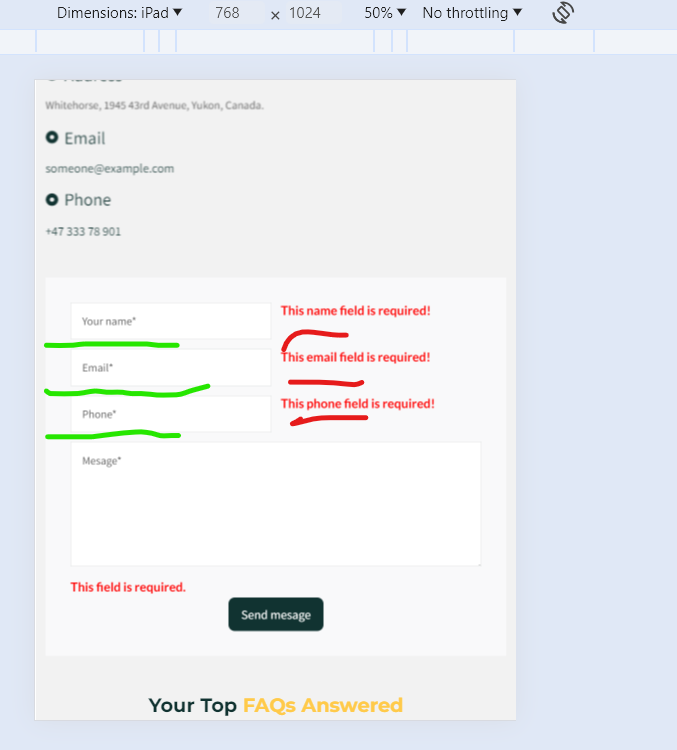 Dimensions: iPad ▼ 768 × 1024 50% ▼ No throttling ▼
Address
Whitehorse, 1945 43rd Avenue, Yukon, Canada.
Email
someone@example.com
Phone
+47 333 78 901
Your name*
This name field is required!
Email*
This email field is required!
Phone*
This phone field is required!
Mesage*
This field is required.
Send mesage
Your Top FAQs Answered